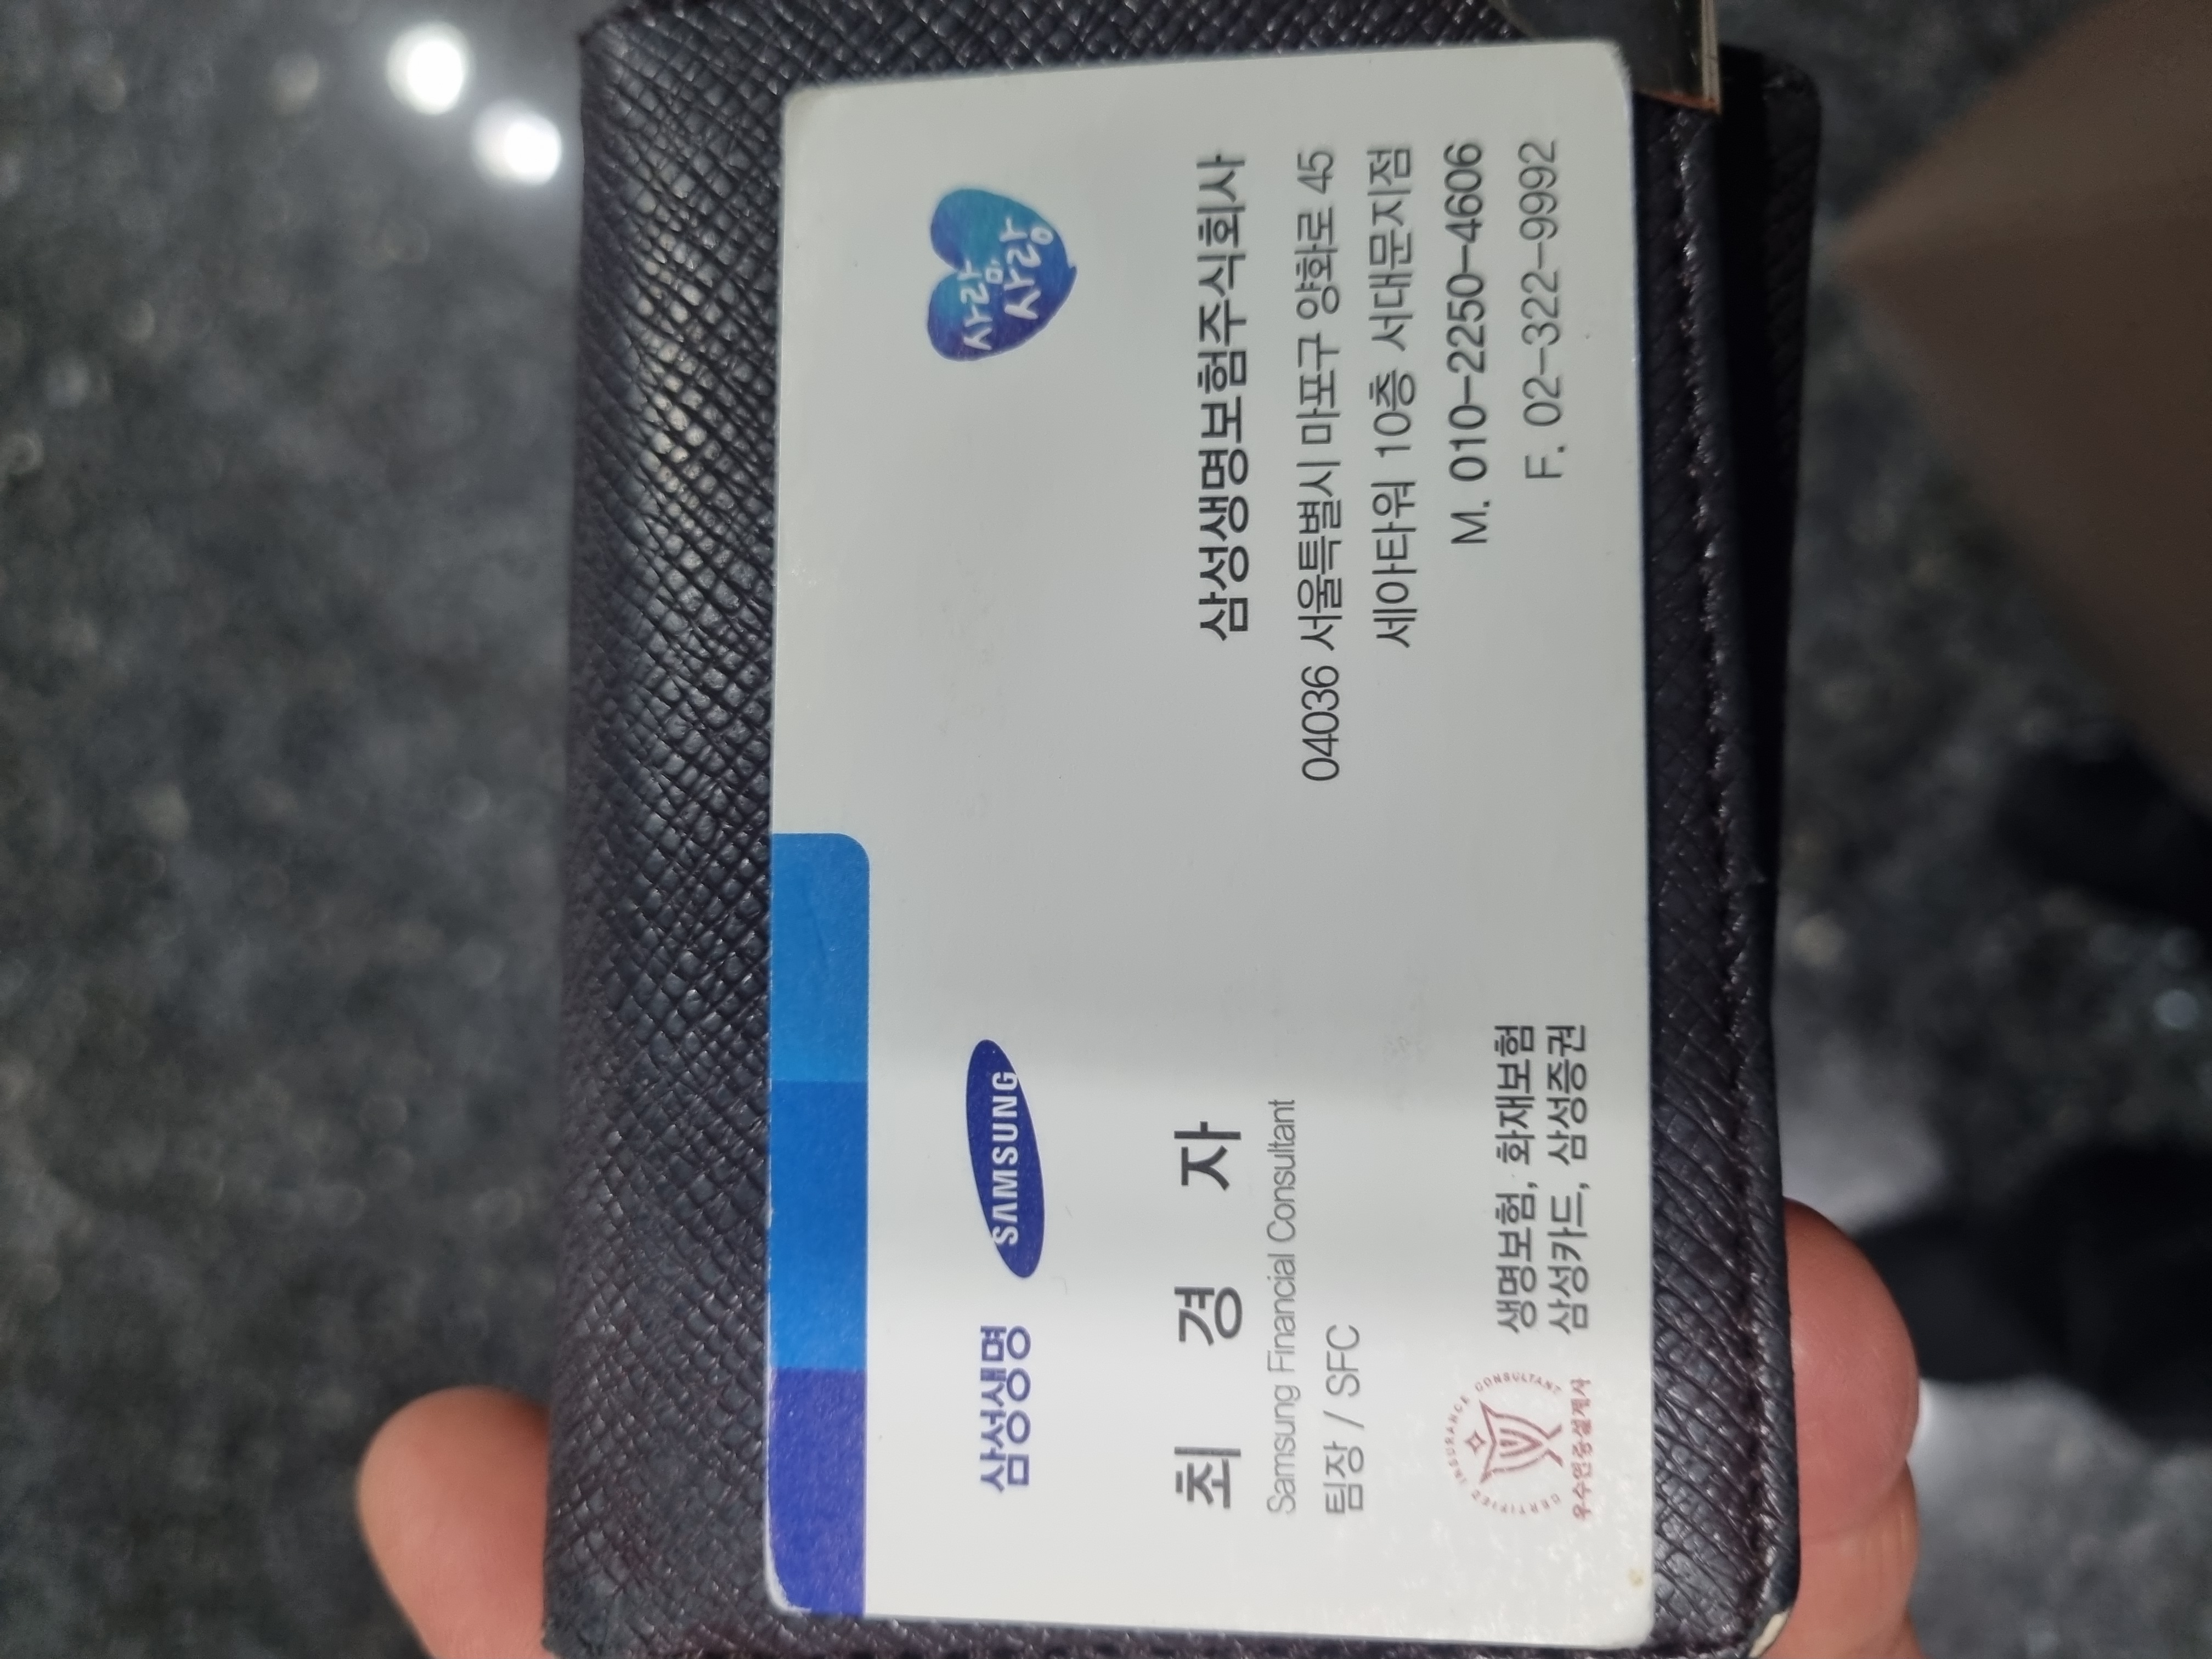 삼성생명 SAMSUNG
사람, 사랑
최 경 자
Samsung Financial Consultant
팀장 / SFC
CERTIFIED INSURANCE CONSULTANT
우수인증설계사
생명보험, 화재보험
삼성카드, 삼성증권
삼성생명보험주식회사
04036 서울특별시 마포구 양화로 45
세아타워 10층 서대문지점
M. 010-2250-4606
F. 02-322-9992